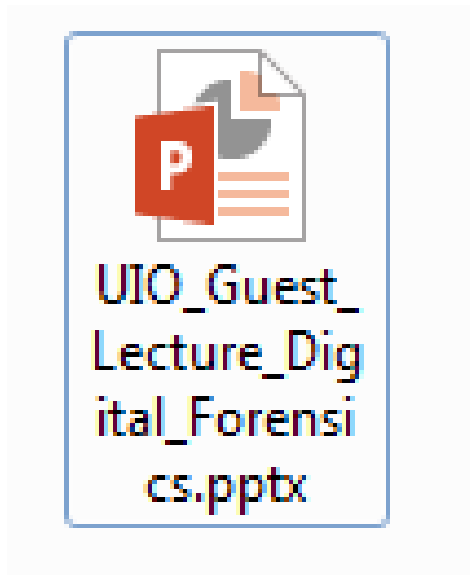 P
UIO_Guest_
Lecture_Dig
ital_Forensi
cs.pptx